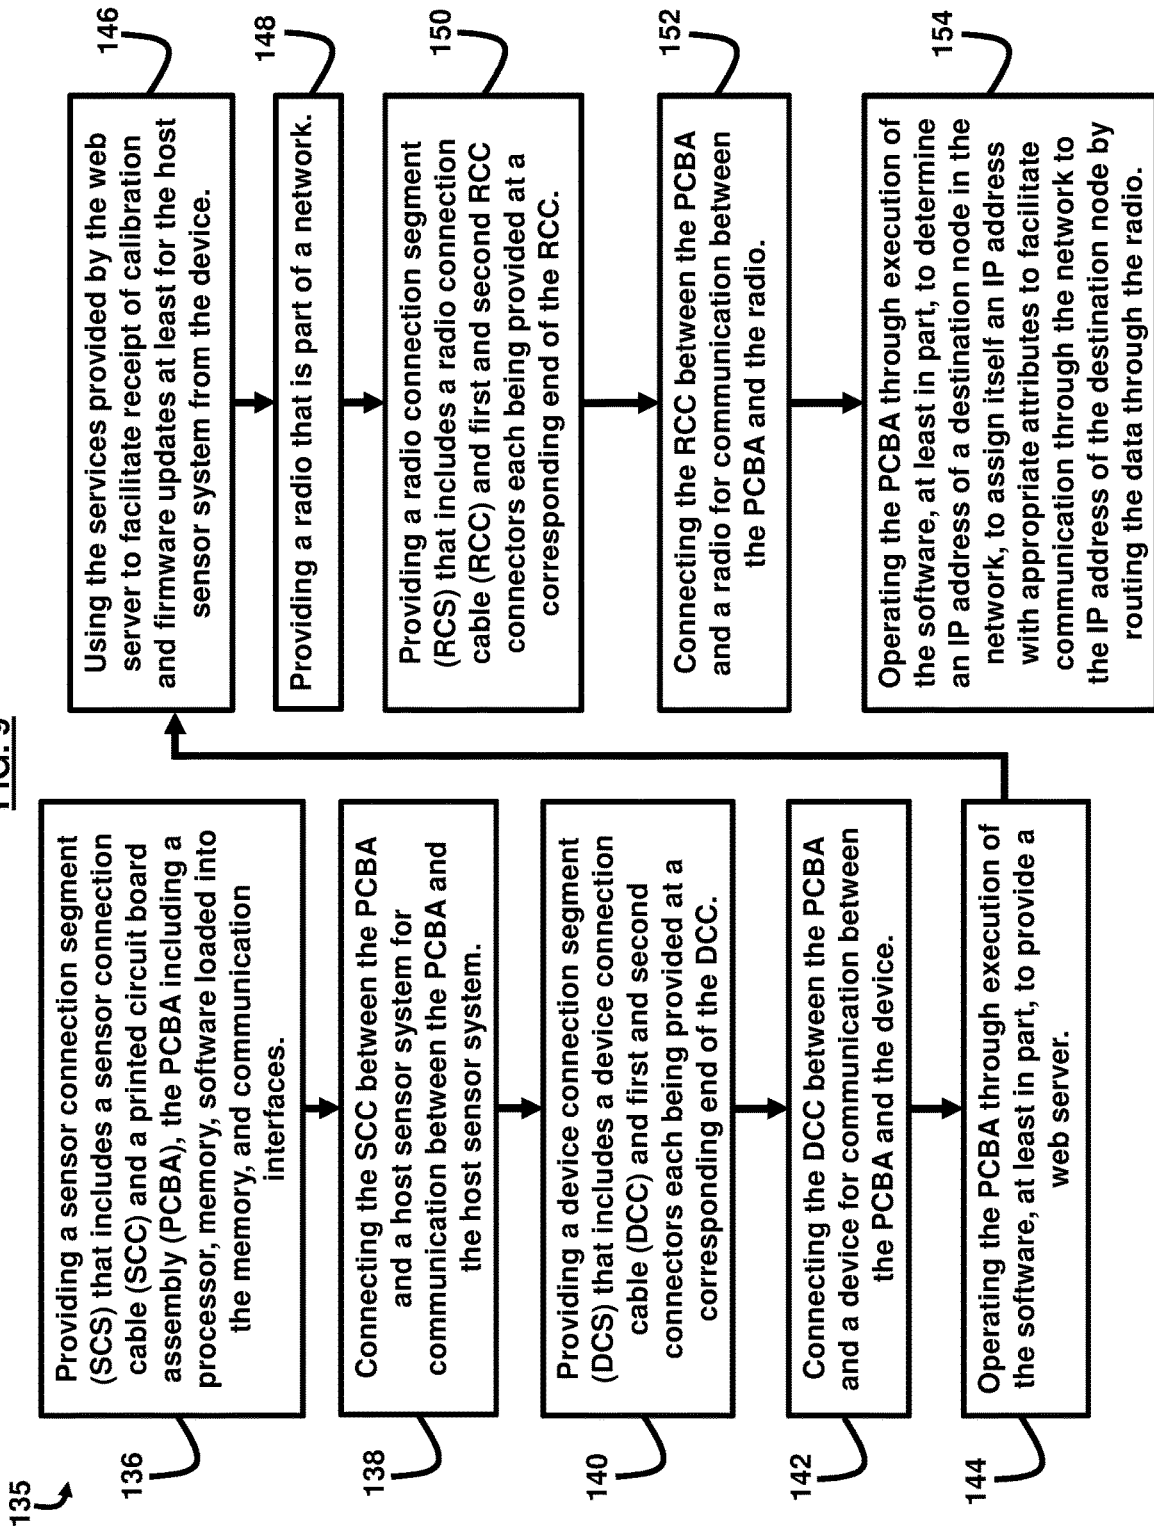 FIG. 9
135
136
Providing a sensor connection segment
(SCS) that includes a sensor connection
cable (SCC) and a printed circuit board
assembly (PCBA), the PCBA including a
processor, memory, software loaded into
the memory, and communication
interfaces.
138
Connecting the SCC between the PCBA
and a host sensor system for
communication between the PCBA and
the host sensor system.
140
Providing a device connection segment
(DCS) that includes a device connection
cable (DCC) and first and second
connectors each being provided at a
corresponding end of the DCC.
142
Connecting the DCC between the PCBA
and a device for communication between
the PCBA and the device.
144
Operating the PCBA through execution of
the software, at least in part, to provide a
web server.
146
Using the services provided by the web
server to facilitate receipt of calibration
and firmware updates at least for the host
sensor system from the device.
148
Providing a radio that is part of a network.
150
Providing a radio connection segment
(RCS) that includes a radio connection
cable (RCC) and first and second RCC
connectors each being provided at a
corresponding end of the RCC.
152
Connecting the RCC between the PCBA
and a radio for communication between
the PCBA and the radio.
154
Operating the PCBA through execution of
the software, at least in part, to determine
an IP address of a destination node in the
network, to assign itself an IP address
with appropriate attributes to facilitate
communication through the network to
the IP address of the destination node by
routing the data through the radio.